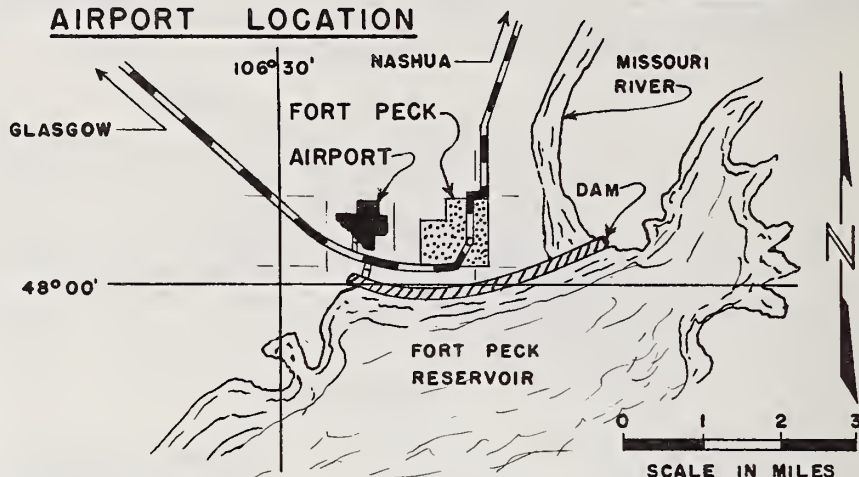 AIRPORT LOCATION
106°30'
NASHUA
MISSOURI
RIVER
GLASGOW
FORT PECK
AIRPORT
DAM
N
48°00'
FORT PECK
RESERVOIR
0 1 2 3
SCALE IN MILES